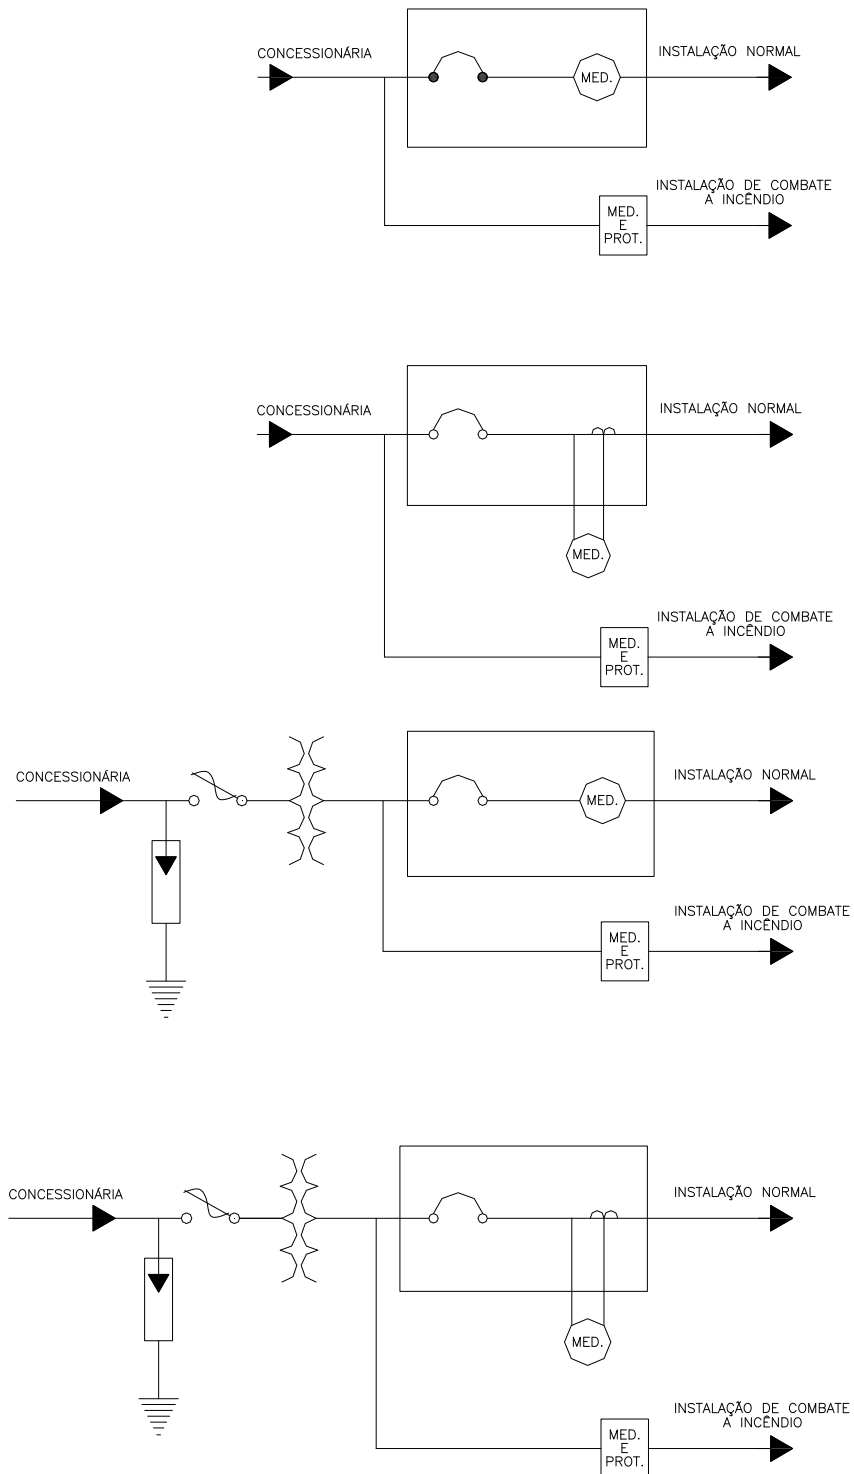 CONCESSIONÁRIA
INSTALAÇÃO NORMAL
MED.
INSTALAÇÃO DE COMBATE
A INCÊNDIO
MED.
E
PROT.
CONCESSIONÁRIA
INSTALAÇÃO NORMAL
MED.
INSTALAÇÃO DE COMBATE
A INCÊNDIO
MED.
E
PROT.
CONCESSIONÁRIA
INSTALAÇÃO NORMAL
MED.
INSTALAÇÃO DE COMBATE
A INCÊNDIO
MED.
E
PROT.
CONCESSIONÁRIA
INSTALAÇÃO NORMAL
MED.
INSTALAÇÃO DE COMBATE
A INCÊNDIO
MED.
E
PROT.